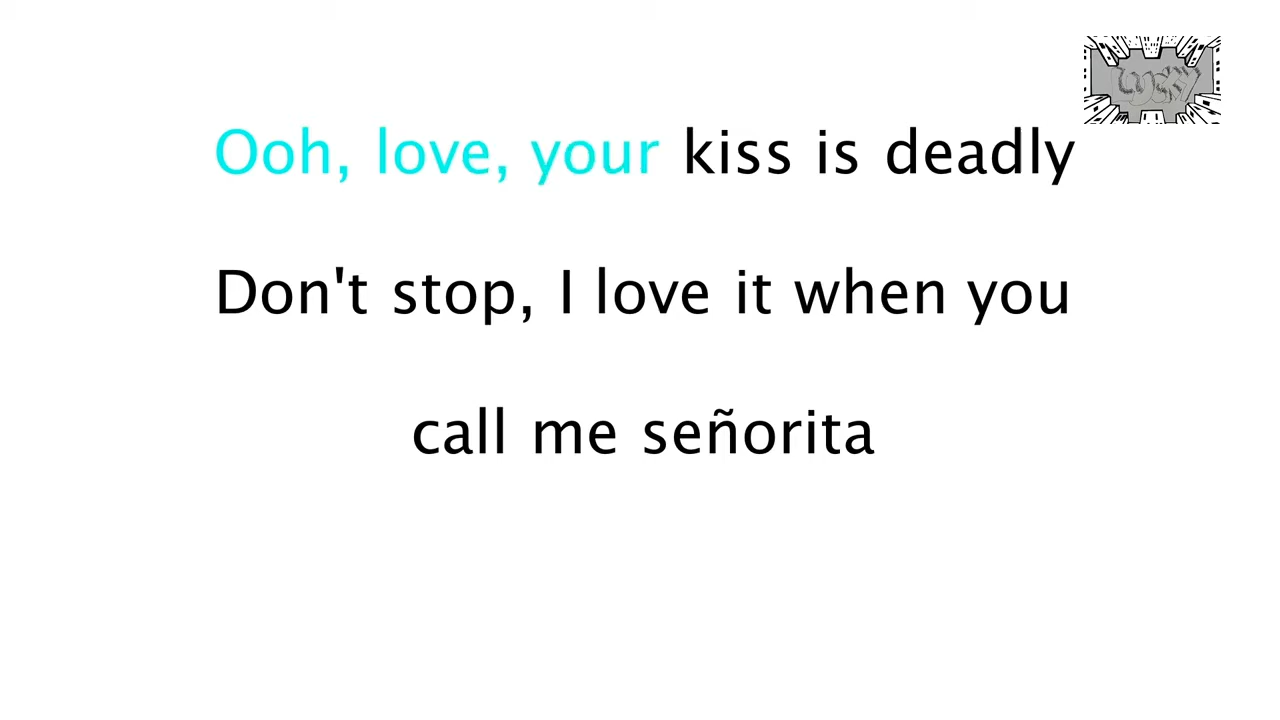 Ooh, love, your kiss is deadly
Don't stop, I love it when you
call me señorita